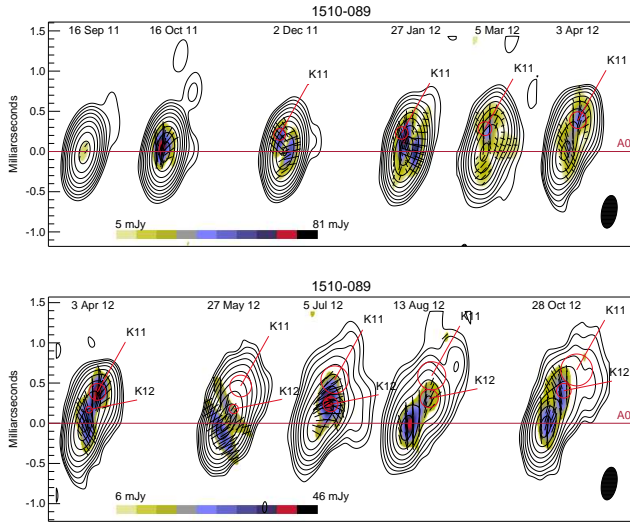 1510-089
16 Sep 11 16 Oct 11 2 Dec 11 27 Jan 12 5 Mar 12 3 Apr 12
1.5
1.0
0.5
0.0
-0.5
-1.0
Milliarcseconds
K11 K11 K11 K11
A0
5 mJy 81 mJy
1510-089
3 Apr 12 27 May 12 5 Jul 12 13 Aug 12 28 Oct 12
1.5
1.0
0.5
0.0
-0.5
-1.0
Milliarcseconds
K11 K11 K11 K11 K11
K12 K12 K12 K12 K12
A0
6 mJy 46 mJy